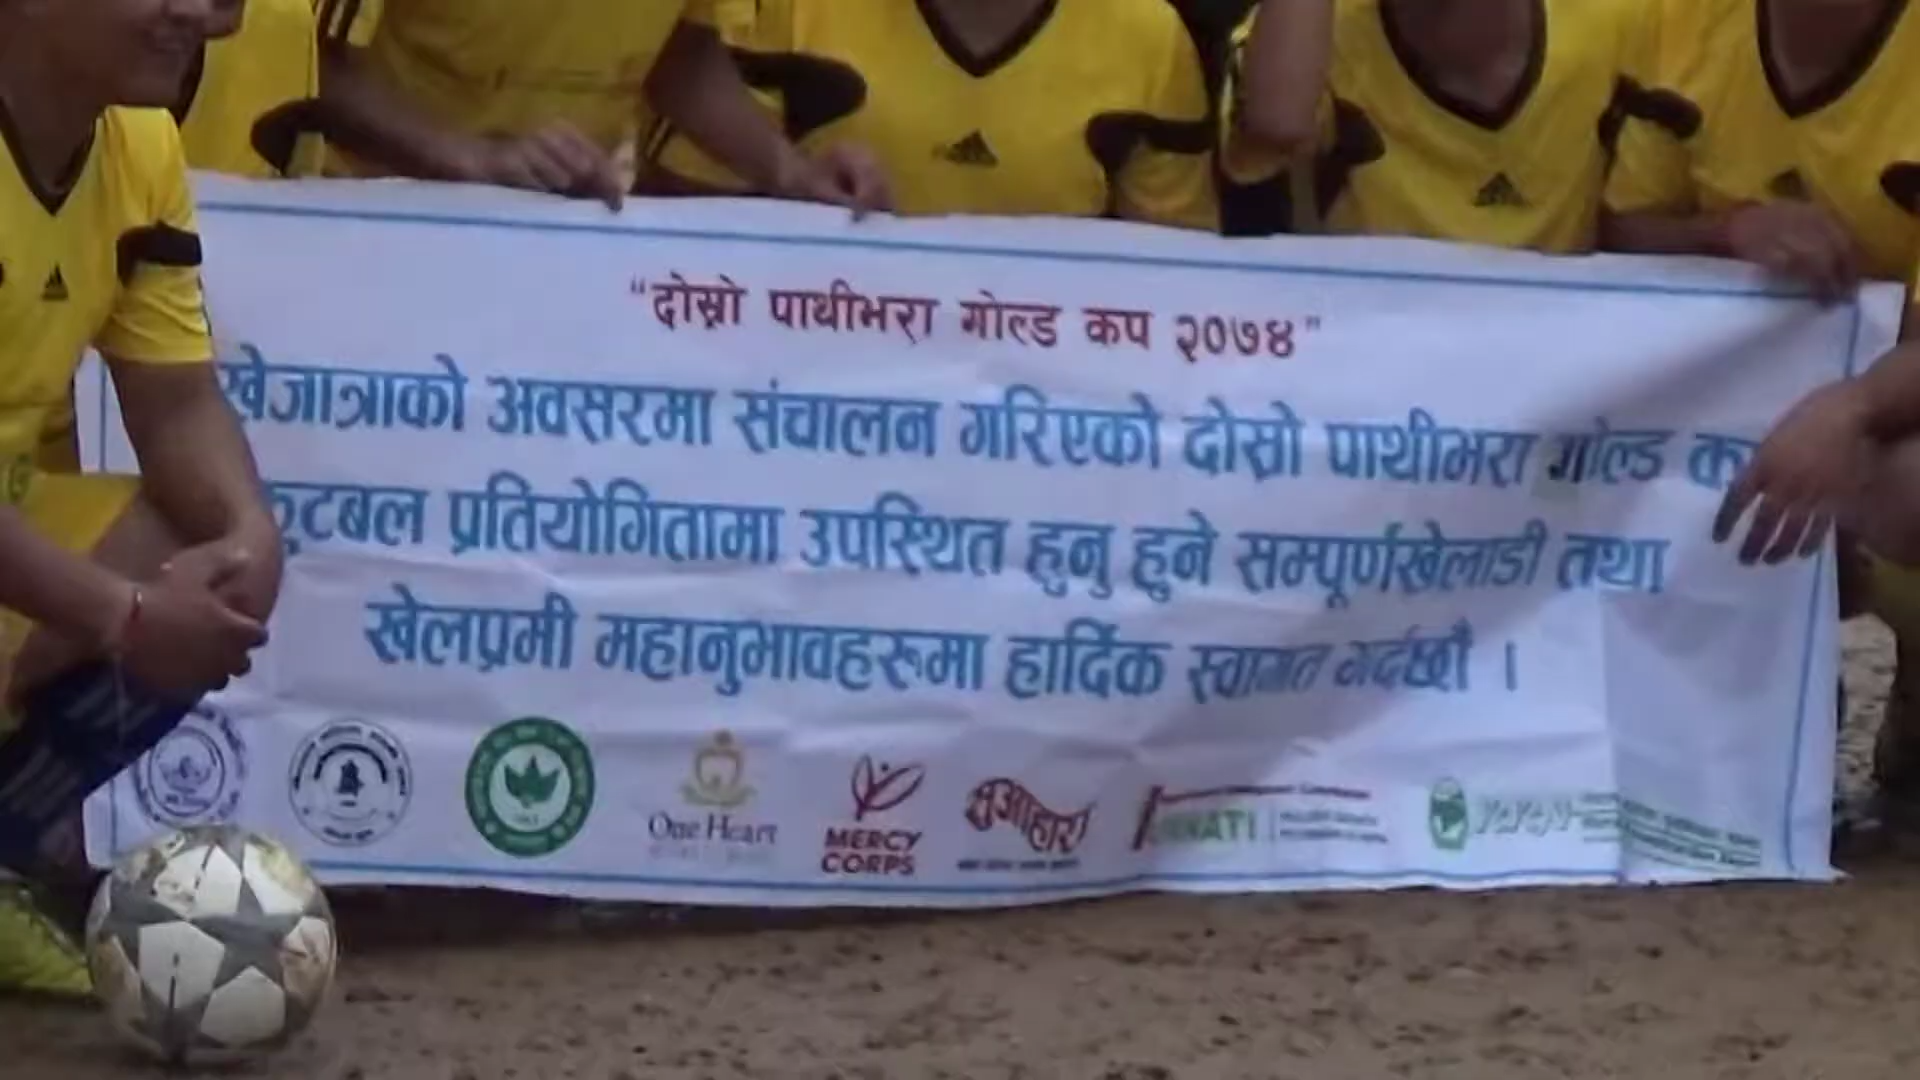 “दोस्रो पाथीभरा गोल्ड कप २०७४”
खेजात्राको अवसरमा संचालन गरिएको दोस्रो पाथीभरा गोल्ड
फुटबल प्रतियोगितामा उपस्थित हुनु हुने सम्पूर्णखेलाडी तथा
खेलप्रमी महानुभावहरुमा हार्दिक स्वागत गर्दछौं ।
One Heart
MERCY
CORPS
सुआहारा